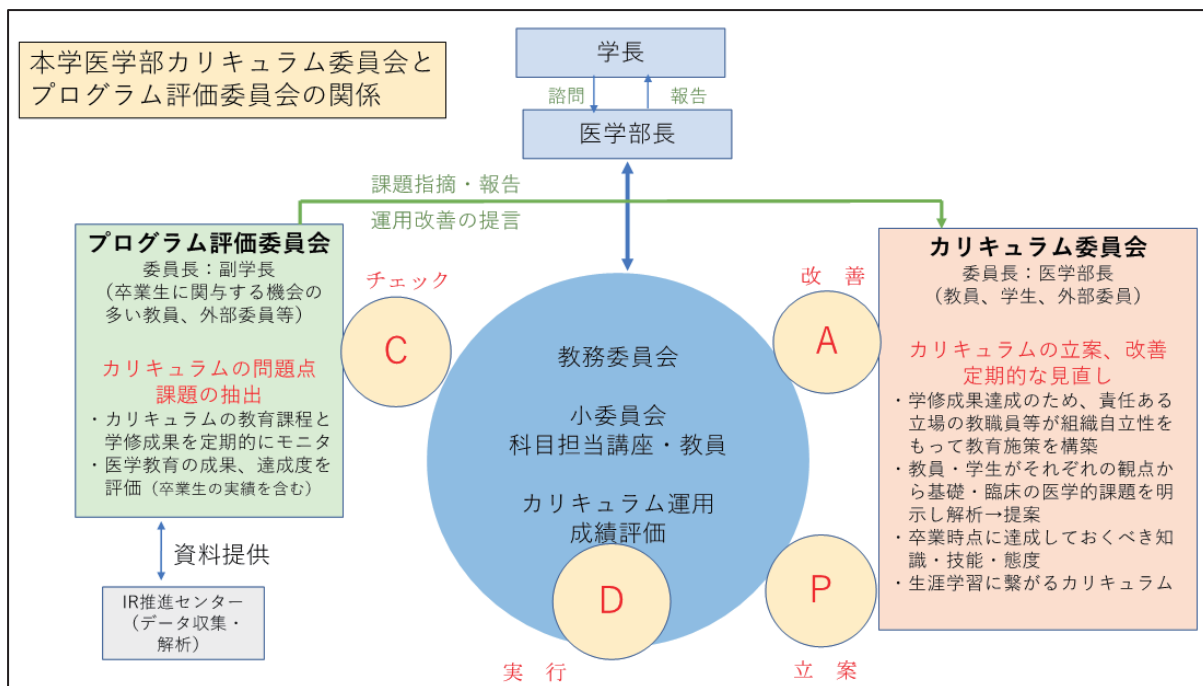 本学医学部カリキュラム委員会と
プログラム評価委員会の関係
学長
諮問
報告
医学部長
課題指摘・報告
運用改善の提言
プログラム評価委員会
委員長：副学長
（卒業生に関与する機会の
多い教員、外部委員等）
カリキュラムの問題点
課題の抽出
・カリキュラムの教育課程と
学修成果を定期的にモニタ
・医学教育の成果、達成度を
評価（卒業生の実績を含む）
資料提供
IR推進センター
（データ収集・
解析）
チェック
C
教務委員会
小委員会
科目担当講座・教員
カリキュラム運用
成績評価
D
実 行
改 善
A
P
立 案
カリキュラム委員会
委員長：医学部長
（教員、学生、外部委員）
カリキュラムの立案、改善
定期的な見直し
・学修成果達成のため、責任ある
立場の教職員等が組織自立性を
もって教育施策を構築
・教員・学生がそれぞれの観点か
ら基礎・臨床の医学的課題を明
示し解析→提案
・卒業時点に達成しておくべき知
識・技能・態度
・生涯学習に繋がるカリキュラム